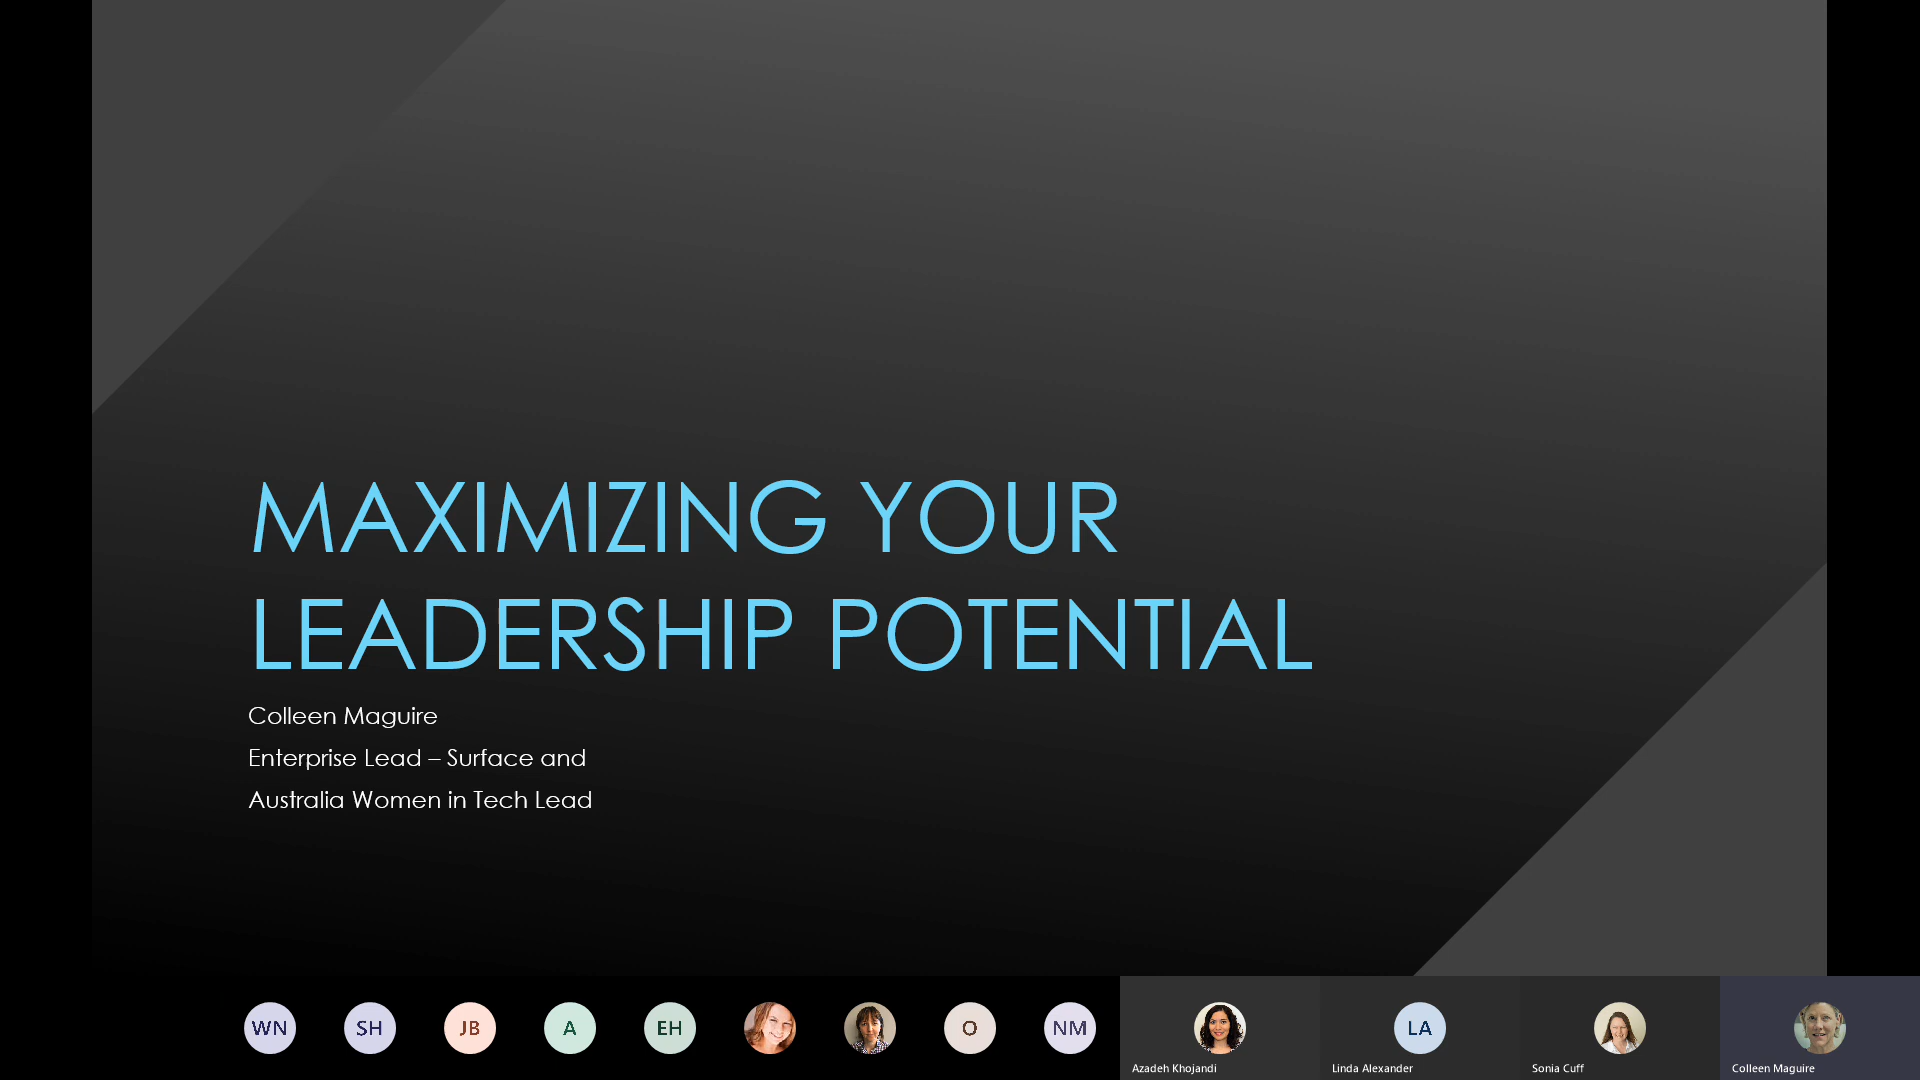 MAXIMIZING YOUR
LEADERSHIP POTENTIAL
Colleen Maguire
Enterprise Lead – Surface and
Australia Women in Tech Lead
WN
SH
JB
A
EH
O
NM
LA
Azadeh Khojandi
Linda Alexander
Sonia Cuff
Colleen Maguire